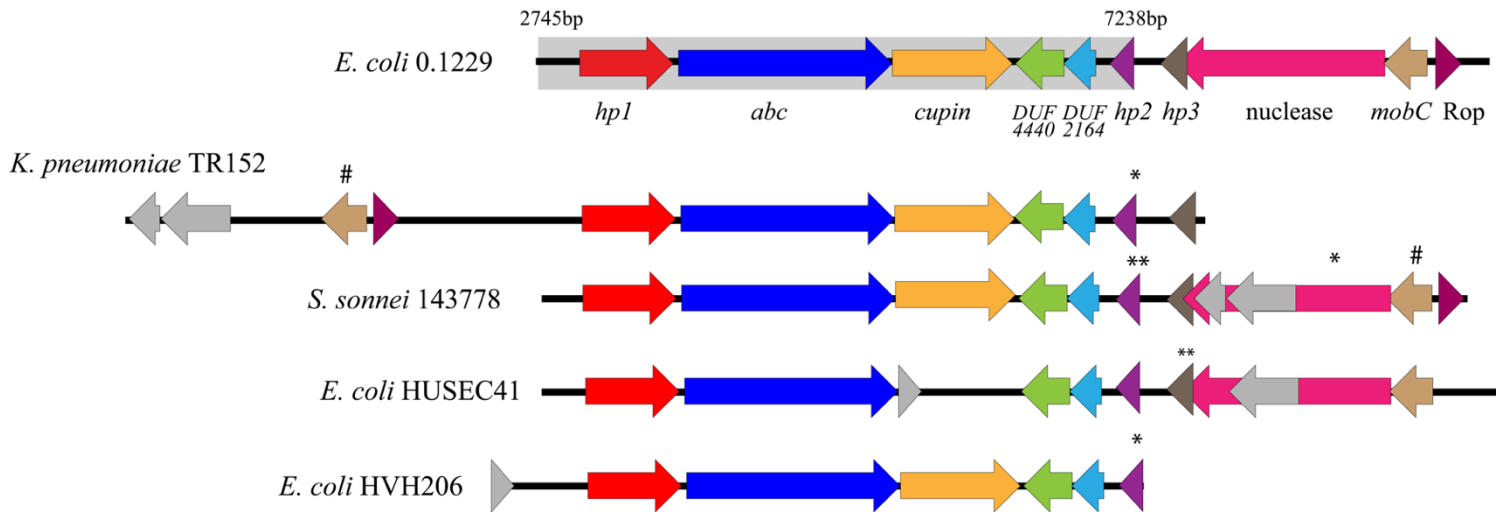 2745bp 7238bp
E. coli 0.1229
hp1 abc cupin DUF 4440 DUF 2164 hp2 hp3 nuclease mobC Rop
K. pneumoniae TR152
# *
S. sonnei 143778
** * #
E. coli HUSEC41
**
E. coli HVH206
*